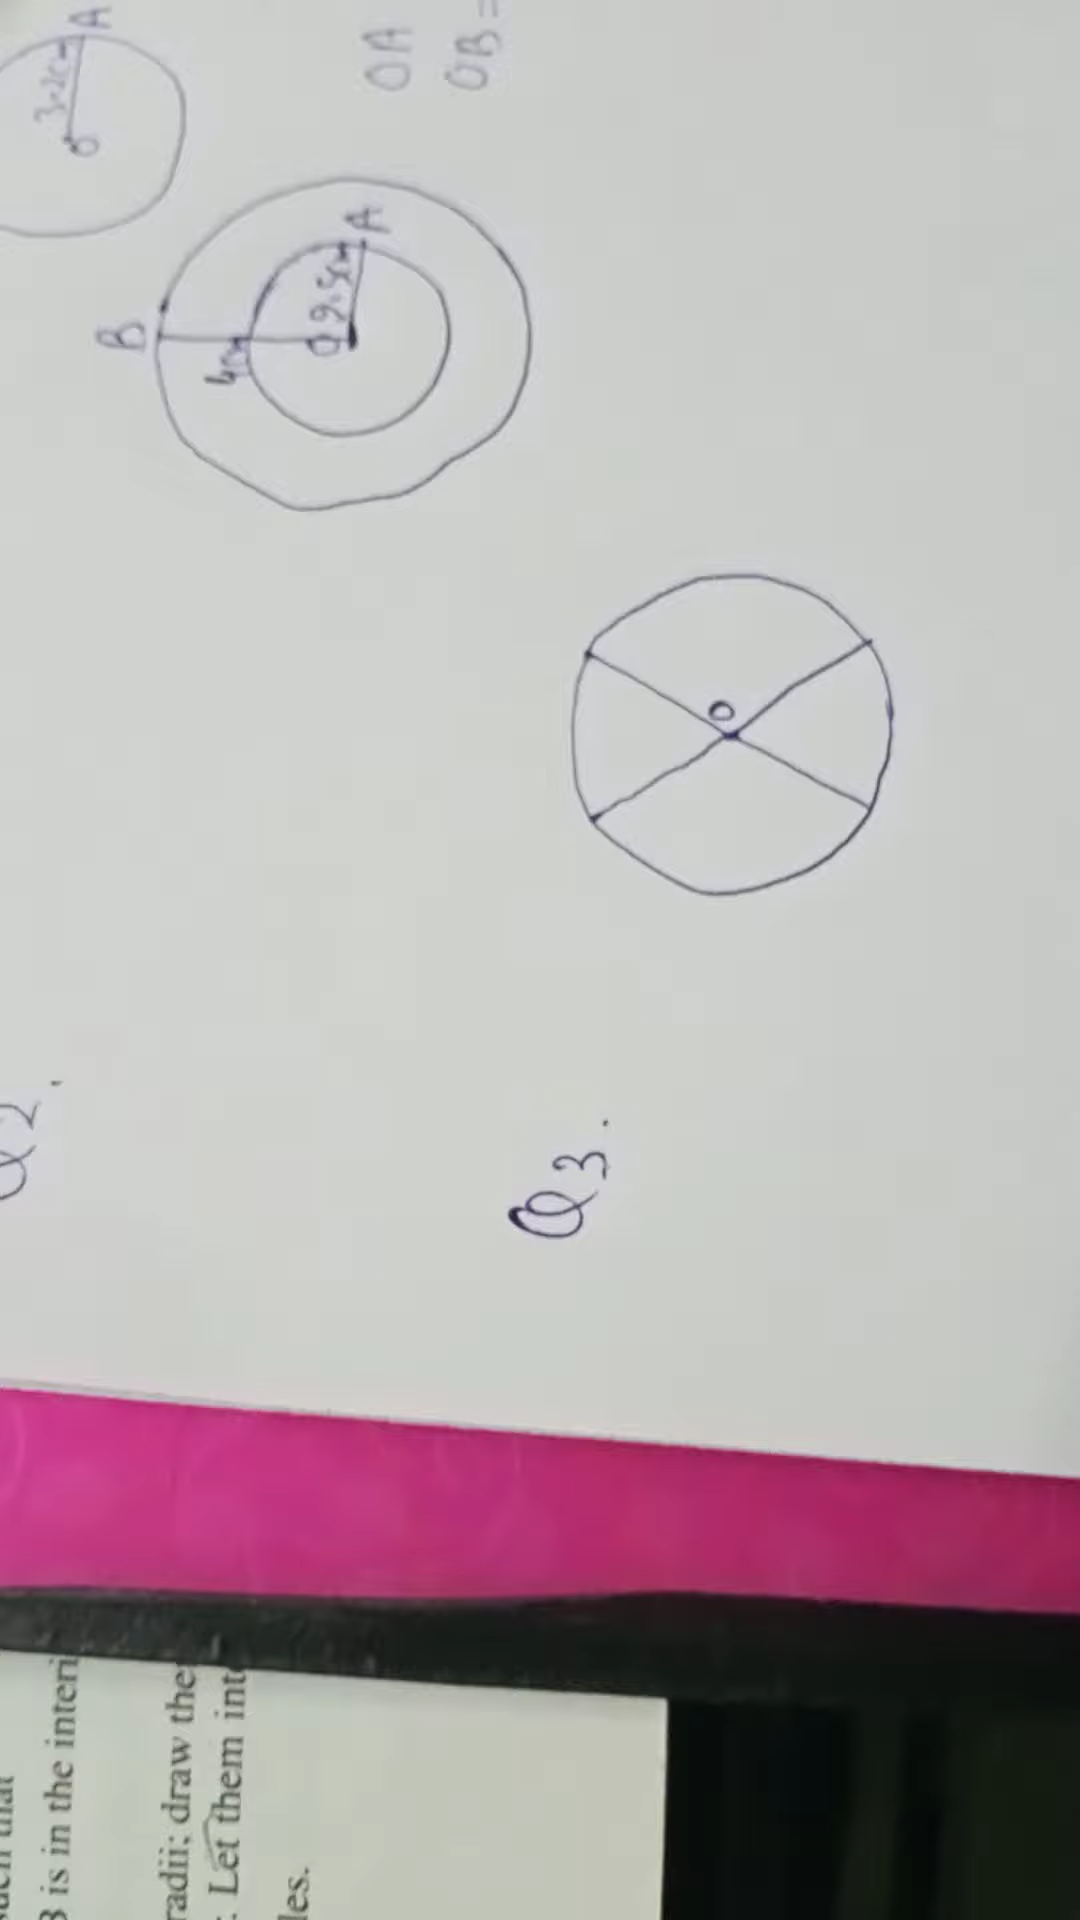 3.2cm A
O
OA
OB =
B
4cm
O 2.5cm A
Q2.
Q3.
O
B is in the interi
radii; draw the
. Let them int
les.